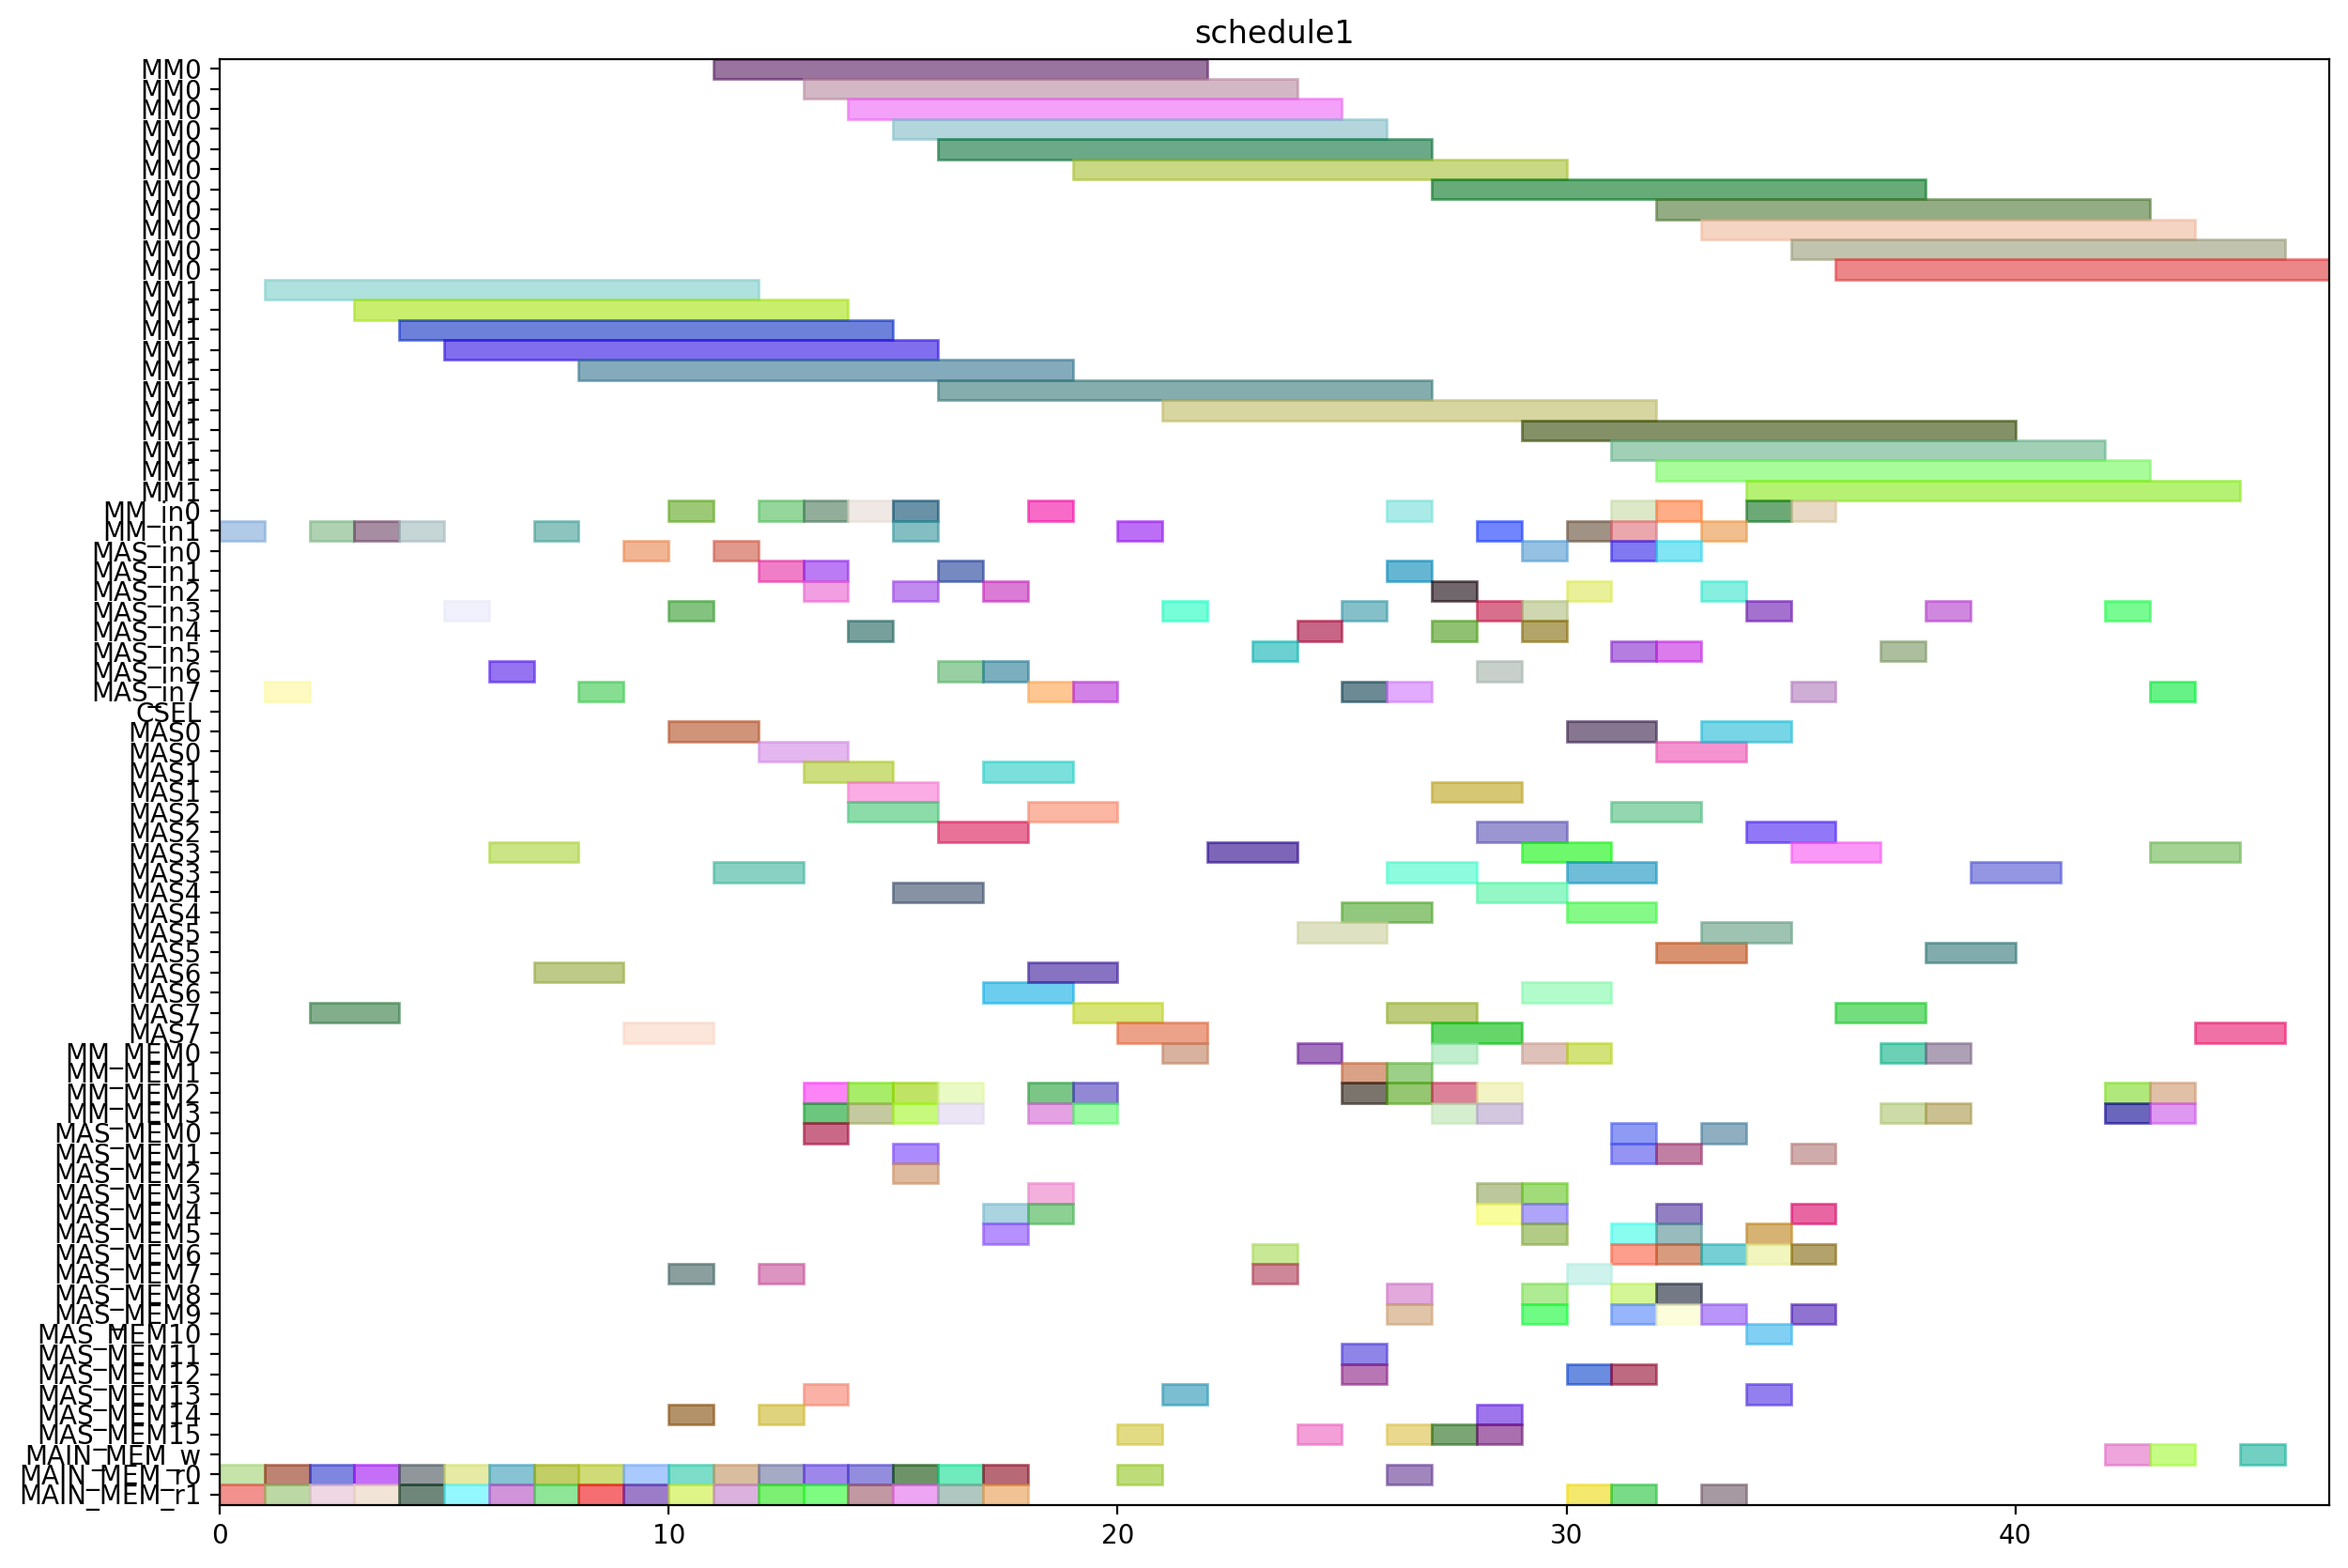 schedule1
MM0
MM0
MM0
MM0
MM0
MM0
MM0
MM0
MM0
MM0
MM0
MM1
MM1
MM1
MM1
MM1
MM1
MM1
MM1
MM1
MM1
MM1
MM_in0
MM_in1
MAS_in0
MAS_in1
MAS_in2
MAS_in3
MAS_in4
MAS_in5
MAS_in6
MAS_in7
CSEL
MAS0
MAS0
MAS1
MAS1
MAS2
MAS2
MAS3
MAS3
MAS4
MAS4
MAS5
MAS5
MAS6
MAS6
MAS7
MAS7
MM_MEM0
MM_MEM1
MM_MEM2
MM_MEM3
MAS_MEM0
MAS_MEM1
MAS_MEM2
MAS_MEM3
MAS_MEM4
MAS_MEM5
MAS_MEM6
MAS_MEM7
MAS_MEM8
MAS_MEM9
MAS_MEM10
MAS_MEM11
MAS_MEM12
MAS_MEM13
MAS_MEM14
MAS_MEM15
MAIN_MEM_w
MAIN_MEM_r0
MAIN_MEM_r1
0 10 20 30 40